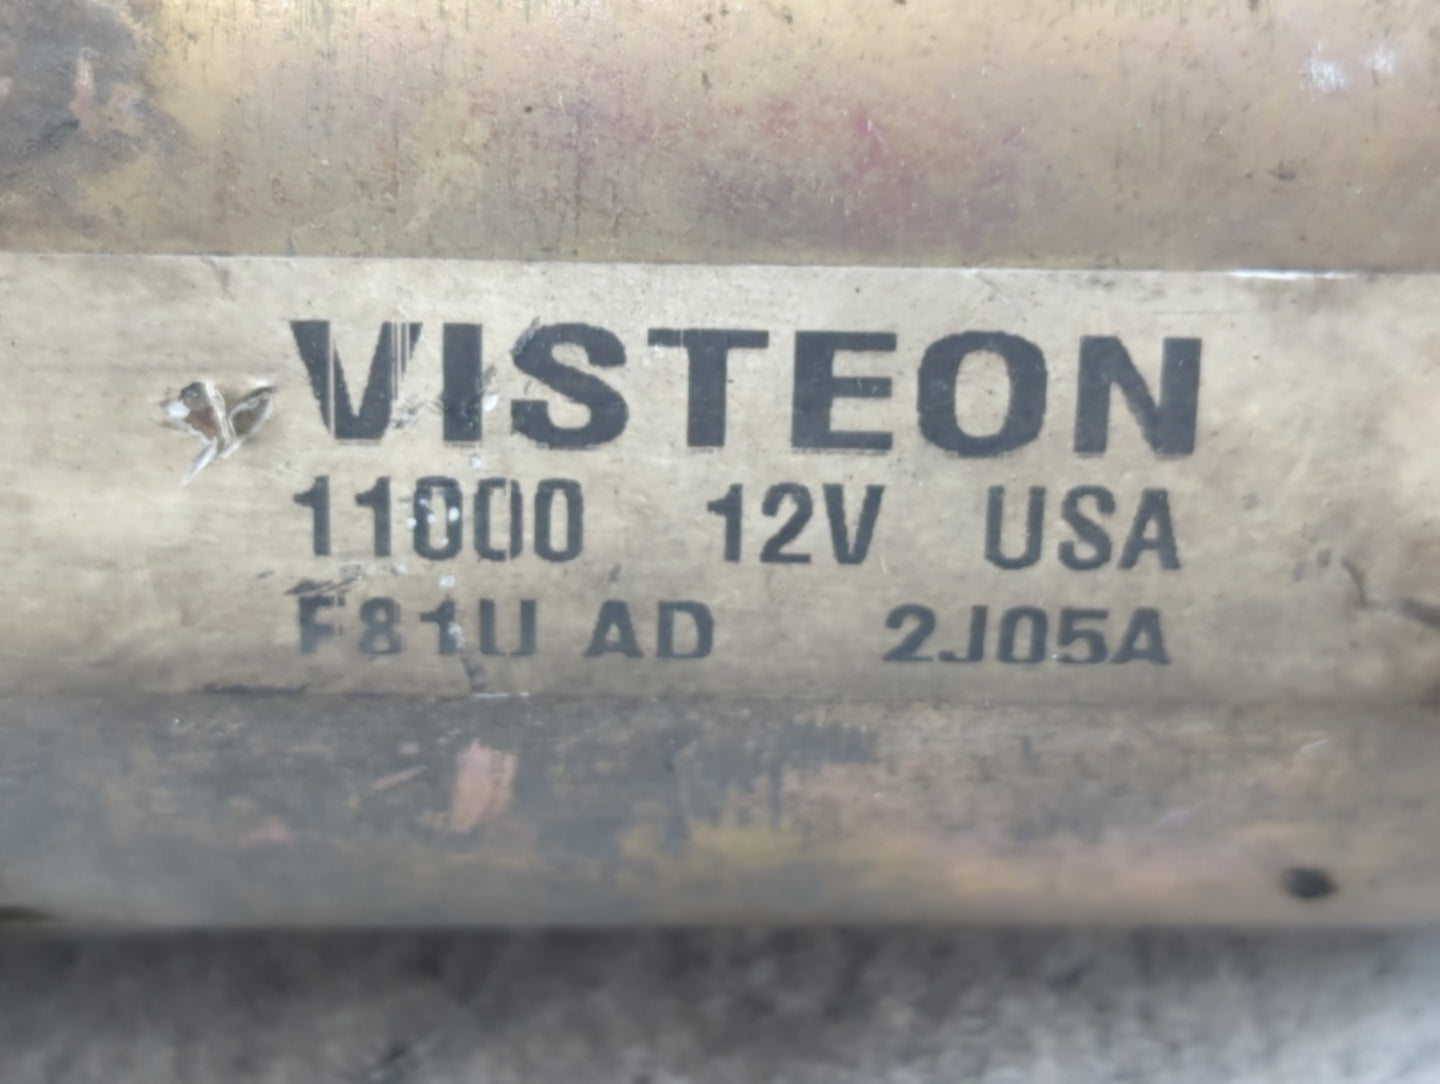 VISTEON
11000 12V USA
F81U AD 2J05A